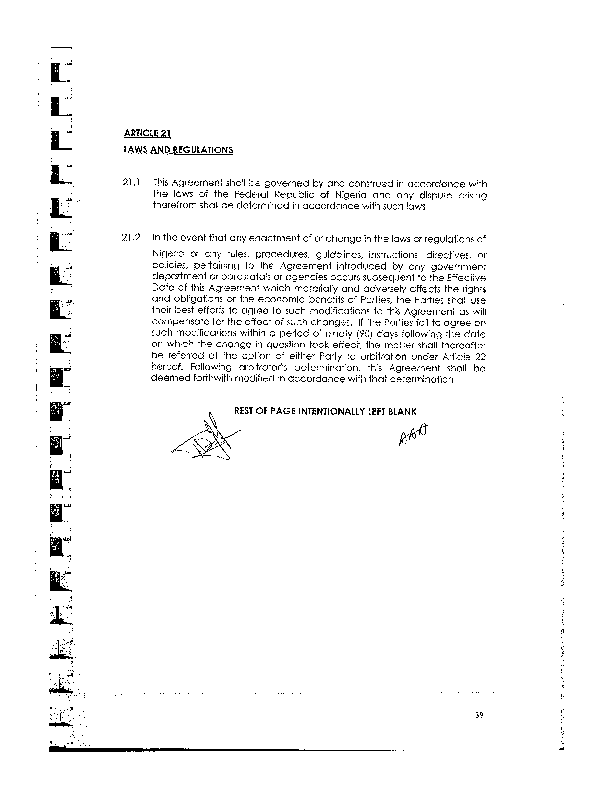 ARTICLE 21
LAWS AND REGULATIONS
21.1 This Agreement shall be governed by and construed in accordance with
the laws of the Federal Republic of Nigeria and any dispute arising
therefrom shall be determined in accordance with such laws.
21.2 In the event that any enactment of or change in the laws or regulations of
Nigeria or any rules, procedures, guidelines, instructions, directives, or
policies, pertaining to the Agreement introduced by any government
department or parastatals or agencies occurs subsequent to the Effective
Date of this Agreement which materially and adversely affects the rights
and obligations or the economic benefits of Parties, the Parties shall use
their best efforts to agree to such modifications to this Agreement as will
compensate for the effect of such changes. If the Parties fail to agree on
such modifications within a period of ninety (90) days following the date
on which the change in question took effect, the matter shall thereafter
be referred at the option of either Party to arbitration under Article 22
hereof. Following arbitrator's determination, this Agreement shall be
deemed forthwith modified in accordance with that determination.
REST OF PAGE INTENTIONALLY LEFT BLANK
39